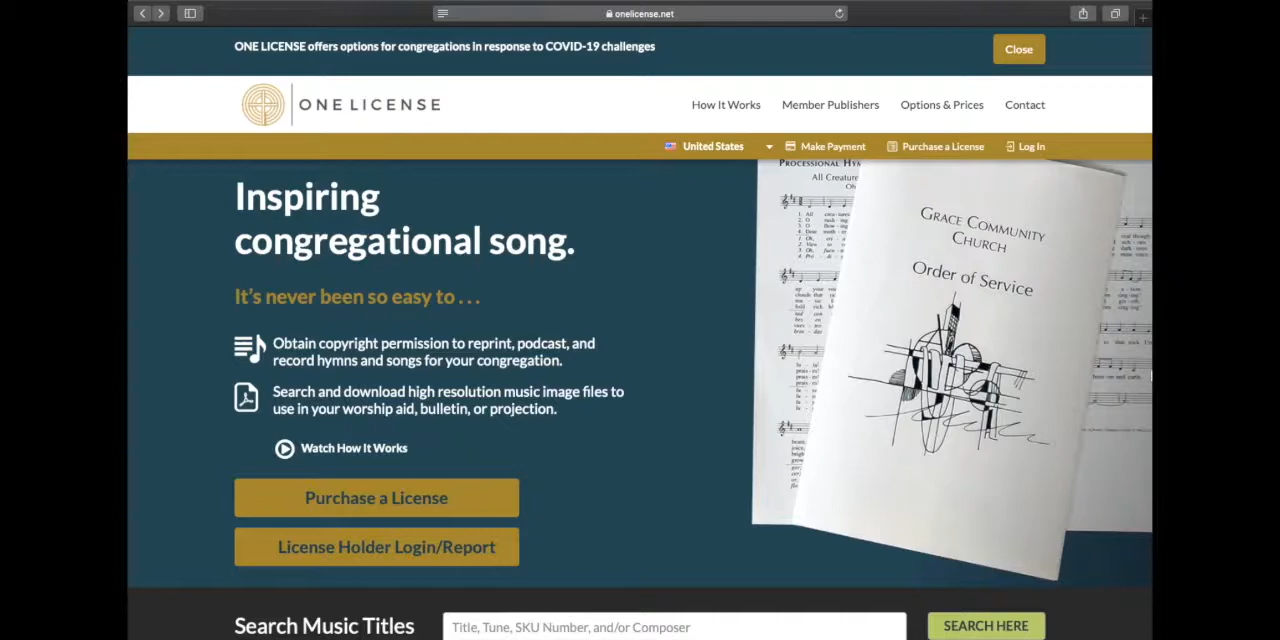 onelicense.net
ONE LICENSE offers options for congregations in response to COVID-19 challenges
Close
ONE LICENSE
How It Works
Member Publishers
Options & Prices
Contact
United States
Make Payment
Purchase a License
Log In
Inspiring
congregational song.
It's never been so easy to . . .
Obtain copyright permission to reprint, podcast, and
record hymns and songs for your congregation.
Search and download high resolution music image files to
use in your worship aid, bulletin, or projection.
Watch How It Works
Purchase a License
License Holder Login/Report
PROCESSIONAL
All
GRACE COMMUNITY
CHURCH
Order of Service
Search Music Titles
Title, Tune, SKU Number, and/or Composer
SEARCH HERE